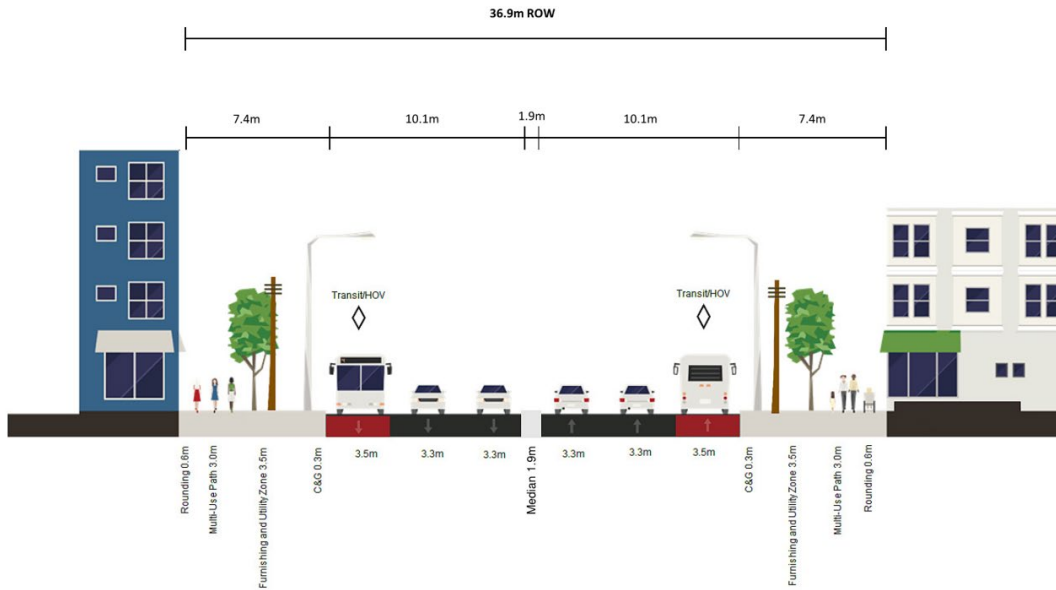 36.9m ROW
7.4m
10.1m
1.9m
10.1m
7.4m
Transit/HOV
Transit/HOV
Rounding 0.6m
Multi-Use Path 3.0m
Furnishing and Utility Zone 3.5m
C&G 0.3m
3.5m
3.3m
3.3m
Median 1.9m
3.3m
3.3m
3.5m
C&G 0.3m
Furnishing and Utility Zone 3.5m
Multi-Use Path 3.0m
Rounding 0.6m